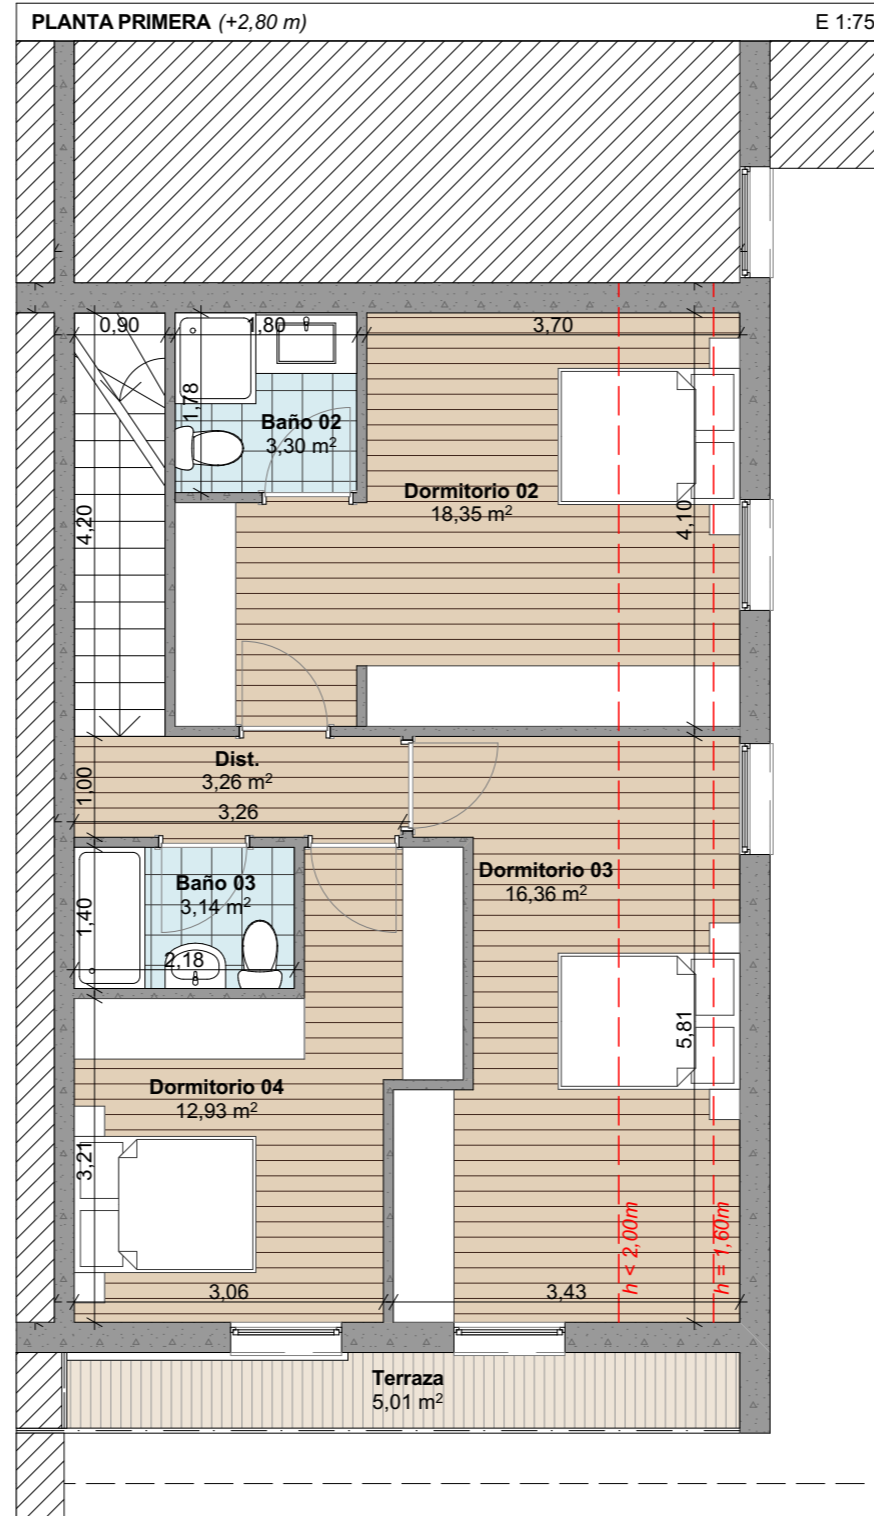 PLANTA PRIMERA (+2,80 m)
E 1:75
0,90
1,80
3,70
1,78
Baño 02
3,30 m²
Dormitorio 02
18,35 m²
4,20
4,10
Dist.
3,26 m²
1,00
3,26
Baño 03
3,14 m²
1,40
2,18
Dormitorio 03
16,36 m²
5,81
Dormitorio 04
12,93 m²
3,21
h < 2,00m
h = 1,60m
3,06
3,43
Terraza
5,01 m²